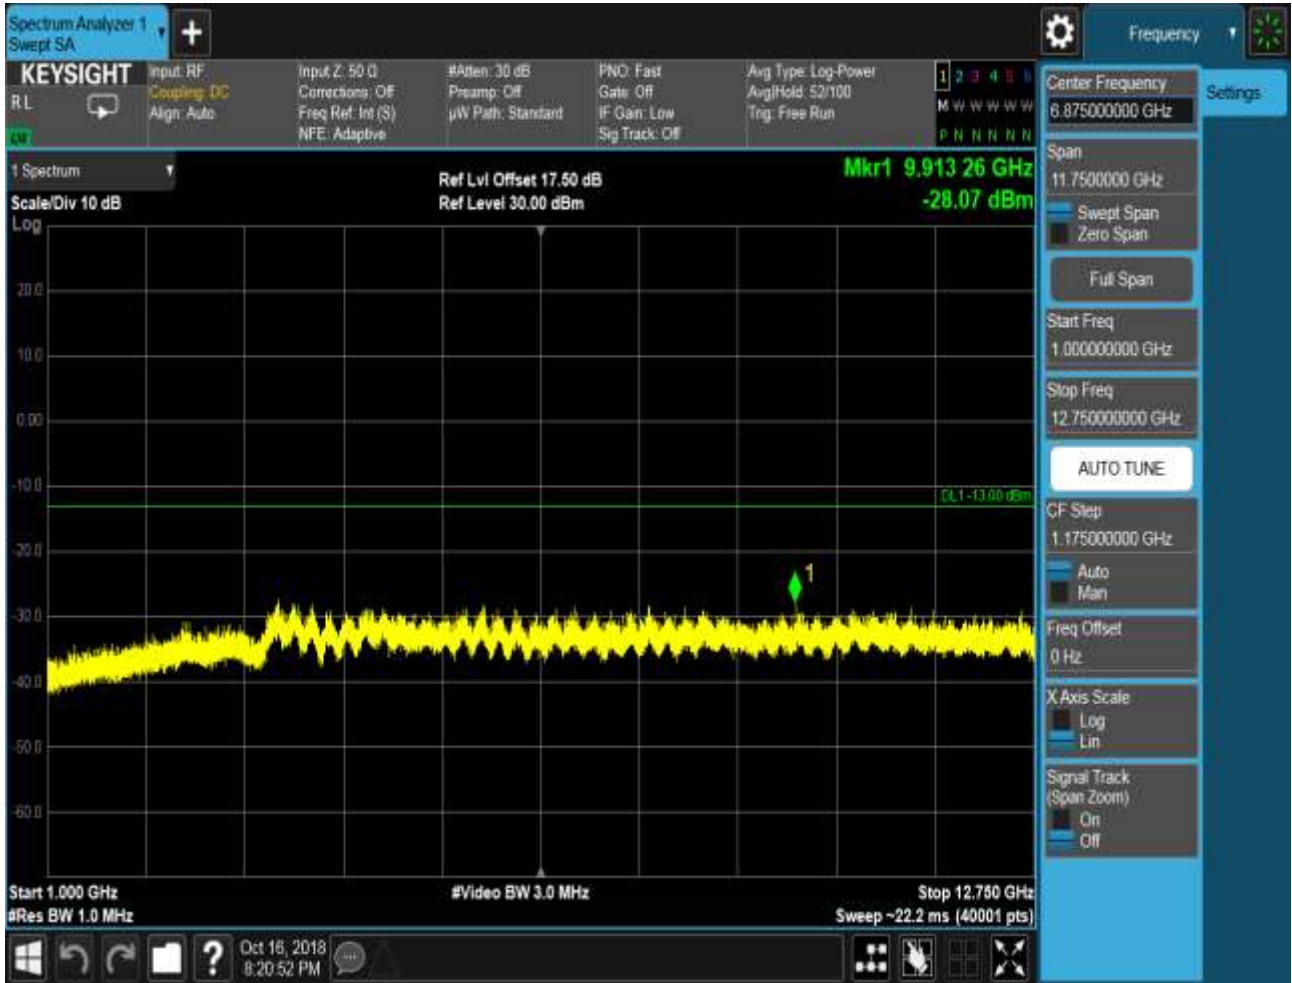 Spectrum Analyzer 1
Swept SA
Frequency
KEYSIGHT
R L
Input: RF
Coupling: DC
Align: Auto
Input Z: 50 Ω
Corrections: Off
Freq Ref: Int (S)
NFE: Adaptive
#Atten: 30 dB
Preamp: Off
µW Path: Standard
PNO: Fast
Gate: Off
IF Gain: Low
Sig Track: Off
Avg Type: Log-Power
Avg|Hold: 52/100
Trig: Free Run
1 2 3 4 5 6
M W W W W W
P N N N N N
Center Frequency
6.875000000 GHz
Settings
Span
11.7500000 GHz
Swept Span
Zero Span
Full Span
Start Freq
1.000000000 GHz
Stop Freq
12.750000000 GHz
AUTO TUNE
CF Step
1.175000000 GHz
Auto
Man
Freq Offset
0 Hz
X Axis Scale
Log
Lin
Signal Track
(Span Zoom)
On
Off
1 Spectrum
Scale/Div 10 dB
Log
Ref Lvl Offset 17.50 dB
Ref Level 30.00 dBm
Mkr1 9.913 26 GHz
-28.07 dBm
20.0
10.0
0.00
-10.0
DL1 -13.00 dBm
-20.0
1
-30.0
-40.0
-50.0
-60.0
Start 1.000 GHz
#Video BW 3.0 MHz
Stop 12.750 GHz
#Res BW 1.0 MHz
Sweep ~22.2 ms (40001 pts)
?
Oct 16, 2018
8:20:52 PM